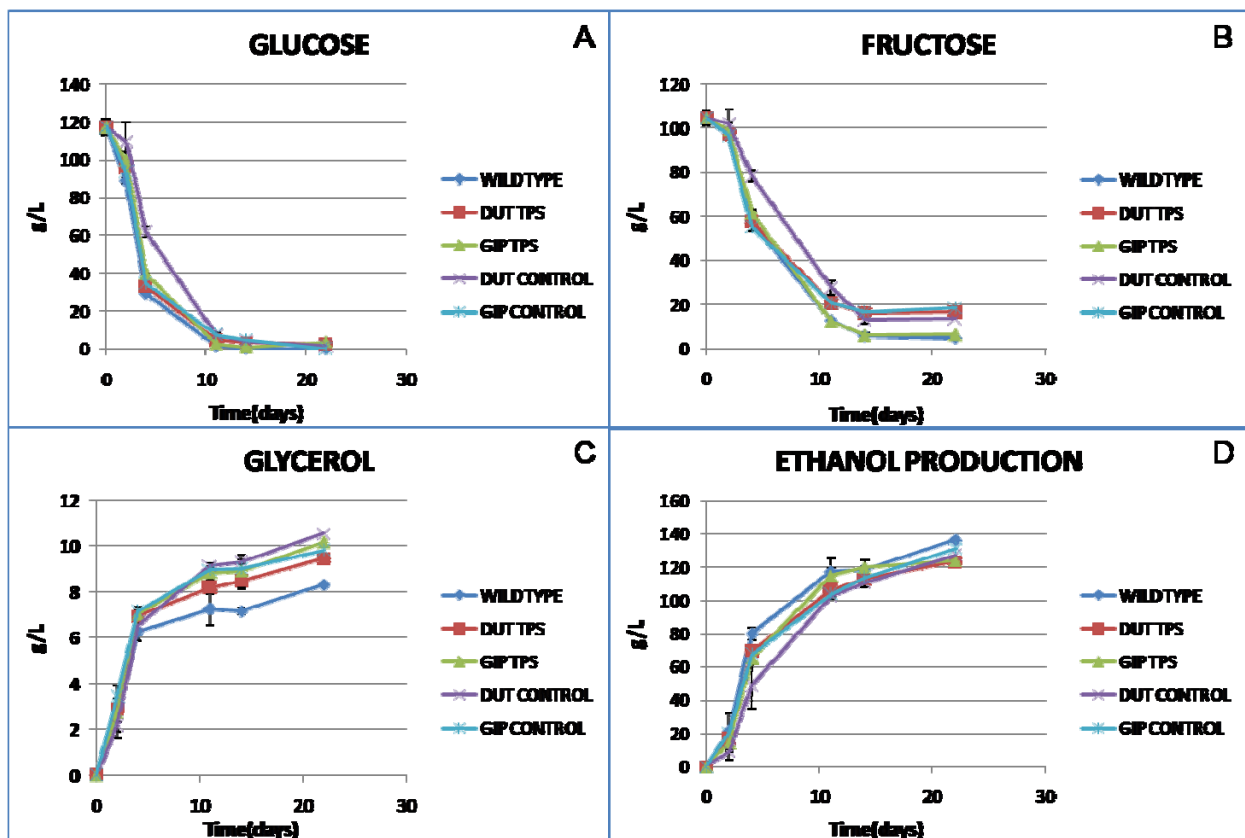 GLUCOSE
A
140
120
100
80
60
40
20
0
g/L
0 10 20 30
Time(days)
WILDTYPE
DUT TPS
GIP TPS
DUT CONTROL
GIP CONTROL
FRUCTOSE
B
120
100
80
60
40
20
0
g/L
0 10 20 30
Time(days)
WILDTYPE
DUT TPS
GIP TPS
DUT CONTROL
GIP CONTROL
GLYCEROL
C
12
10
8
6
4
2
0
g/L
0 10 20 30
Time(days)
WILDTYPE
DUT TPS
GIP TPS
DUT CONTROL
GIP CONTROL
ETHANOL PRODUCTION
D
160
140
120
100
80
60
40
20
0
g/L
0 10 20 30
Time(days)
WILDTYPE
DUT TPS
GIP TPS
DUT CONTROL
GIP CONTROL